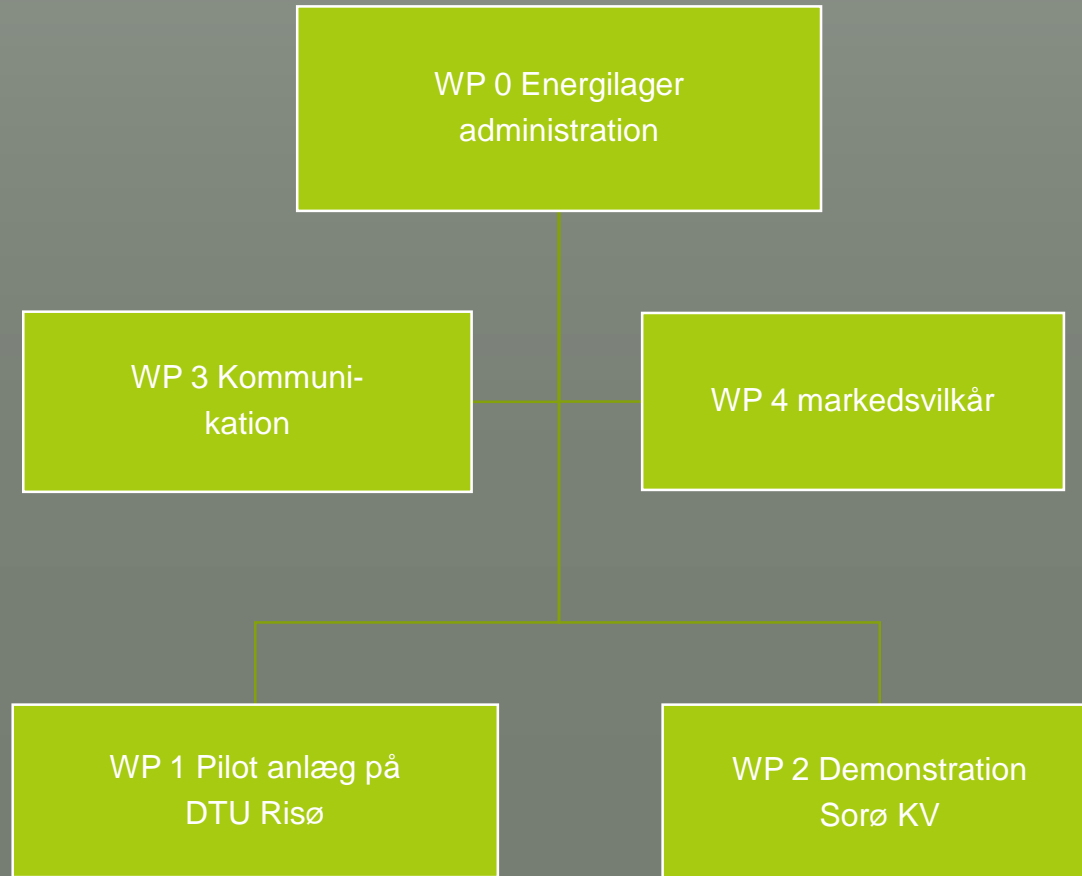 WP 0 Energilager
administration
WP 3 Kommuni-
kation
WP 4 markedsvilkår
WP 1 Pilot anlæg på
DTU Risø
WP 2 Demonstration
Sorø KV